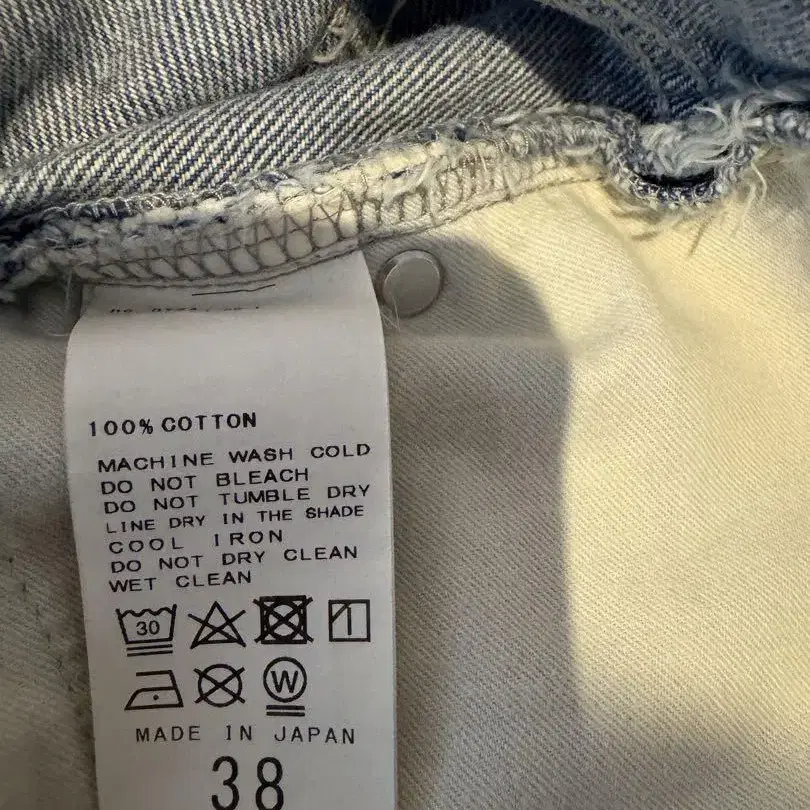 100% COTTON
MACHINE WASH COLD
DO NOT BLEACH
DO NOT TUMBLE DRY
LINE DRY IN THE SHADE
COOL IRON
DO NOT DRY CLEAN
WET CLEAN
30
W
MADE IN JAPAN
38